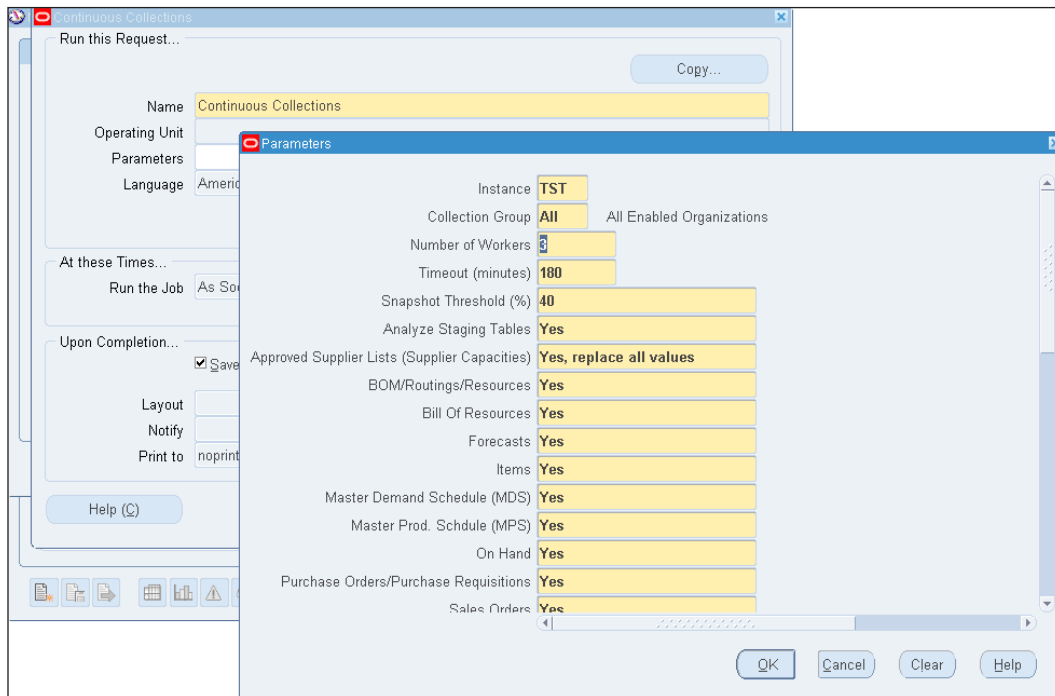 Continuous Collections
Run this Request...
Copy...
Name Continuous Collections
Operating Unit
Parameters
Language Americ
At these Times...
Run the Job As Soo
Upon Completion...
Save
Layout
Notify
Print to noprint
Help (C)
Parameters
Instance TST
Collection Group All All Enabled Organizations
Number of Workers 3
Timeout (minutes) 180
Snapshot Threshold (%) 40
Analyze Staging Tables Yes
Approved Supplier Lists (Supplier Capacities) Yes, replace all values
BOM/Routings/Resources Yes
Bill Of Resources Yes
Forecasts Yes
Items Yes
Master Demand Schedule (MDS) Yes
Master Prod. Schdule (MPS) Yes
On Hand Yes
Purchase Orders/Purchase Requisitions Yes
Sales Orders Yes
OK Cancel Clear Help